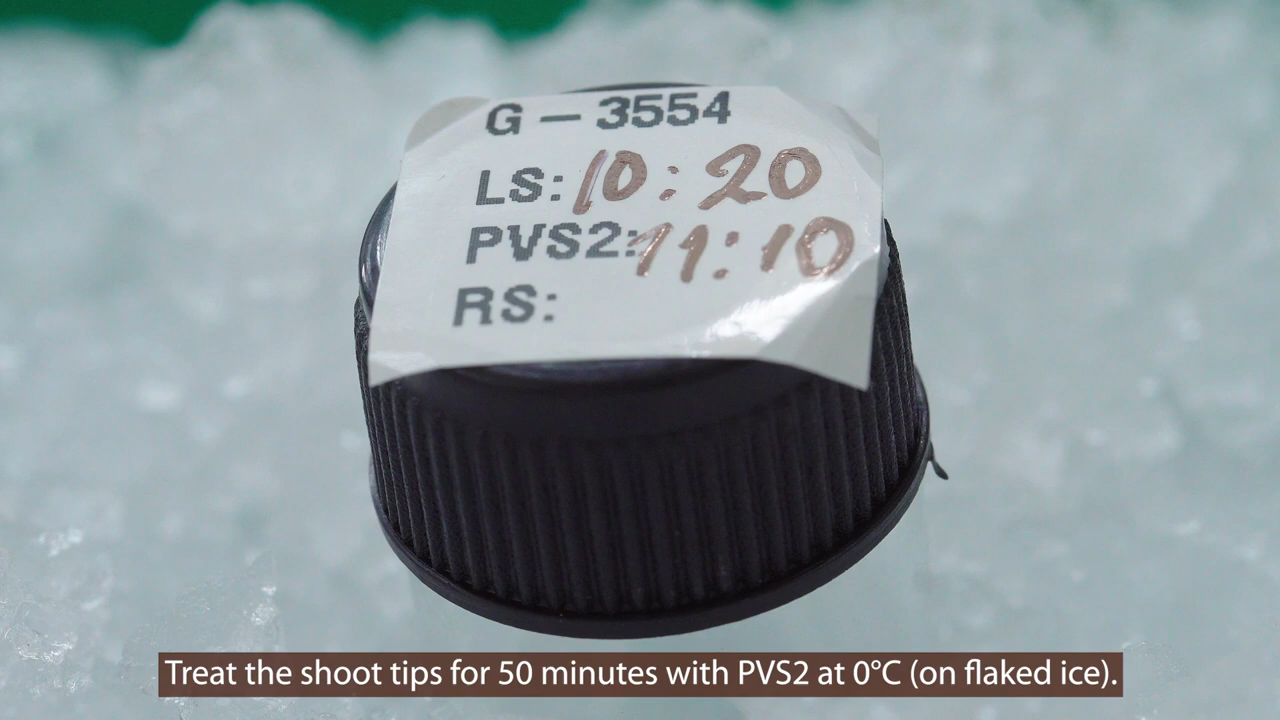 G – 3554
LS: 10:20
PVS2: 11:10
RS:
Treat the shoot tips for 50 minutes with PVS2 at 0°C (on flaked ice).